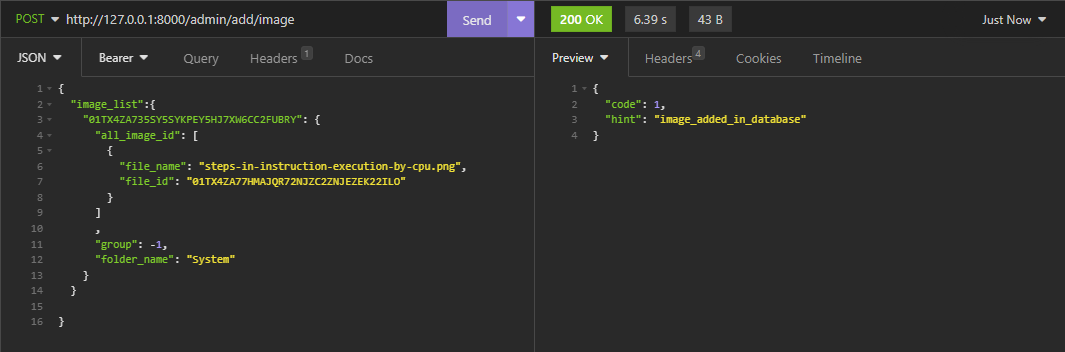 POST http://127.0.0.1:8000/admin/add/image Send 200 OK 6.39 s 43 B Just Now
JSON Bearer Query Headers 1 Docs Preview Headers 4 Cookies Timeline
1 {
2 "image_list":{
3 "01TX4ZA735SY5SYKPEY5HJ7XW6CC2FUBRY": {
4 "all_image_id": [
5 {
6 "file_name": "steps-in-instruction-execution-by-cpu.png",
7 "file_id": "01TX4ZA77HMAJQR72NJZC2ZNJEZEK22ILO"
8 }
9 ]
10 ,
11 "group": -1,
12 "folder_name": "System"
13 }
14 }
15
16 }
1 {
2 "code": 1,
3 "hint": "image_added_in_database"
4 }